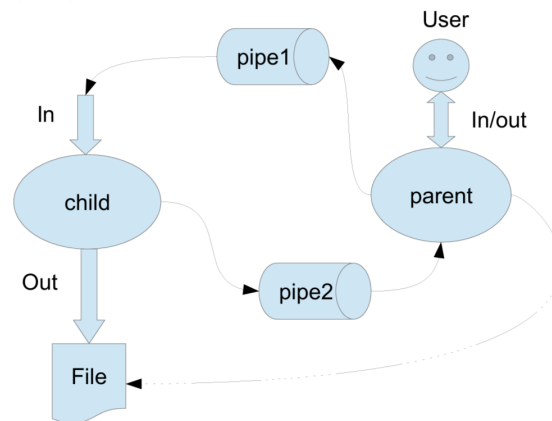 User
pipe1
In
In/out
child
parent
Out
pipe2
File